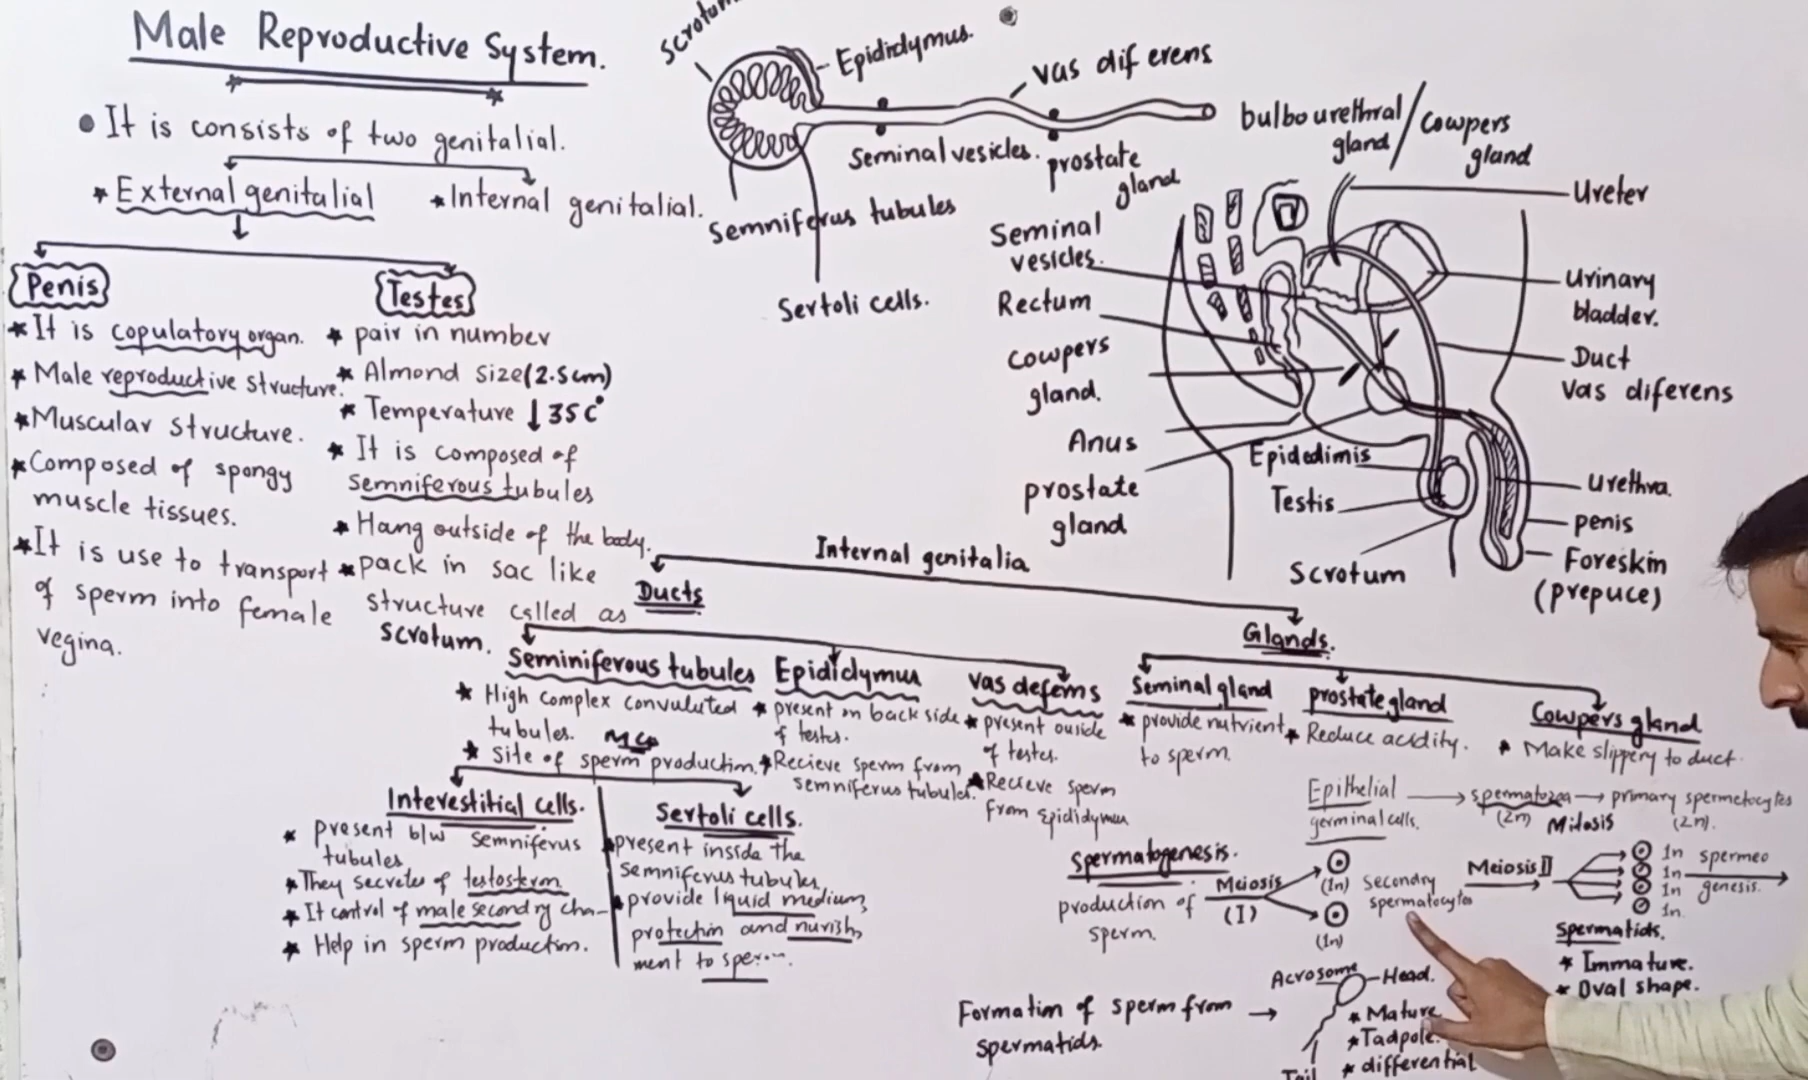 Male Reproductive System.
It is consists of two genitalial.
External genitalial
Internal genitalial.
Penis
It is copulatory organ.
Male reproductive structure.
Muscular structure.
Composed of spongy
muscle tissues.
It is use to transport
of sperm into female
vegina.
Testes
pair in number
Almond size (2.5cm)
Temperature ↓ 35 c°
It is composed of
semniferous tubules
Hang outside of the body.
pack in sac like
structure called as
scrotum.
Scrotum
Epididymus.
vas diferens
Seminal vesicles.
prostate
gland
bulbourethral
gland / cowpers
gland
Semniferus tubules
Sertoli cells.
Seminal
vesicles.
Rectum
Cowpers
gland.
Anus
prostate
gland
Epidedimis
Testis
Scrotum
Ureter
Urinary
bladder.
Duct
Vas diferens
Urethra.
penis
Foreskin
(prepuce)
Internal genitalia
Ducts
Glands.
Seminiferous tubules
High complex convuluted
tubules.
Site of sperm production.
Epididymus
present on back side
of testes.
Recieve sperm from
semniferus tubules.
Vas deferns
present ouside
of testes.
Recieve sperm
from Epididymus
Seminal gland
provide nutrient
to sperm.
prostate gland
Reduce acidity.
Cowpers gland
Make slippery to duct.
Interestitial cells.
present b/w semniferus
tubules
They secretes of testosteron
It control of male secondry cha-
Help in sperm production.
Sertoli cells.
present inside the
semniferus tubules
provide liquid medium,
protection and nurish
ment to sperm.
Epithelial
germinal cells.
→ spermatozoa → primary spermetocytes
(2n) Mitosis (2n).
Spermatogenesis.
production of
sperm.
Meiosis
(I)
(1n)
(1n)
Secondry
spermatocytes
Meiosis II
1n
1n
1n
1n.
spermeo
genesis.
Spermatids.
Immature.
Oval shape.
Formation of sperm from →
spermatids.
Acrosome
Head.
Mature
Tadpole.
differential
Tail